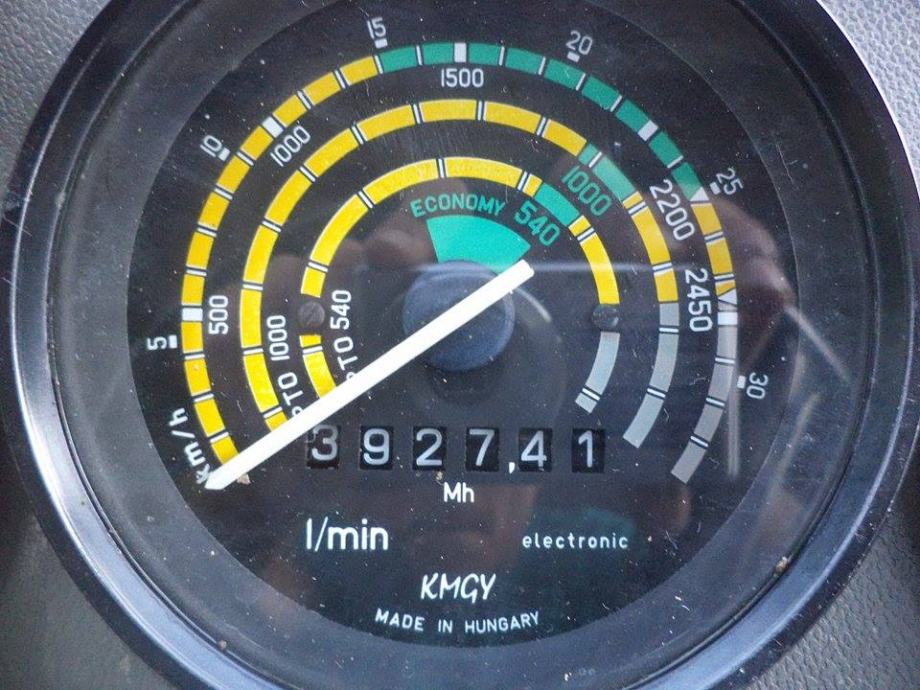 15
20
1500
10
1000
25
ECONOMY 540
1000
2200
500
5
PTO 1000
PTO 540
2450
30
km/h
3927,41
Mh
l/min
electronic
KMGY
MADE IN HUNGARY